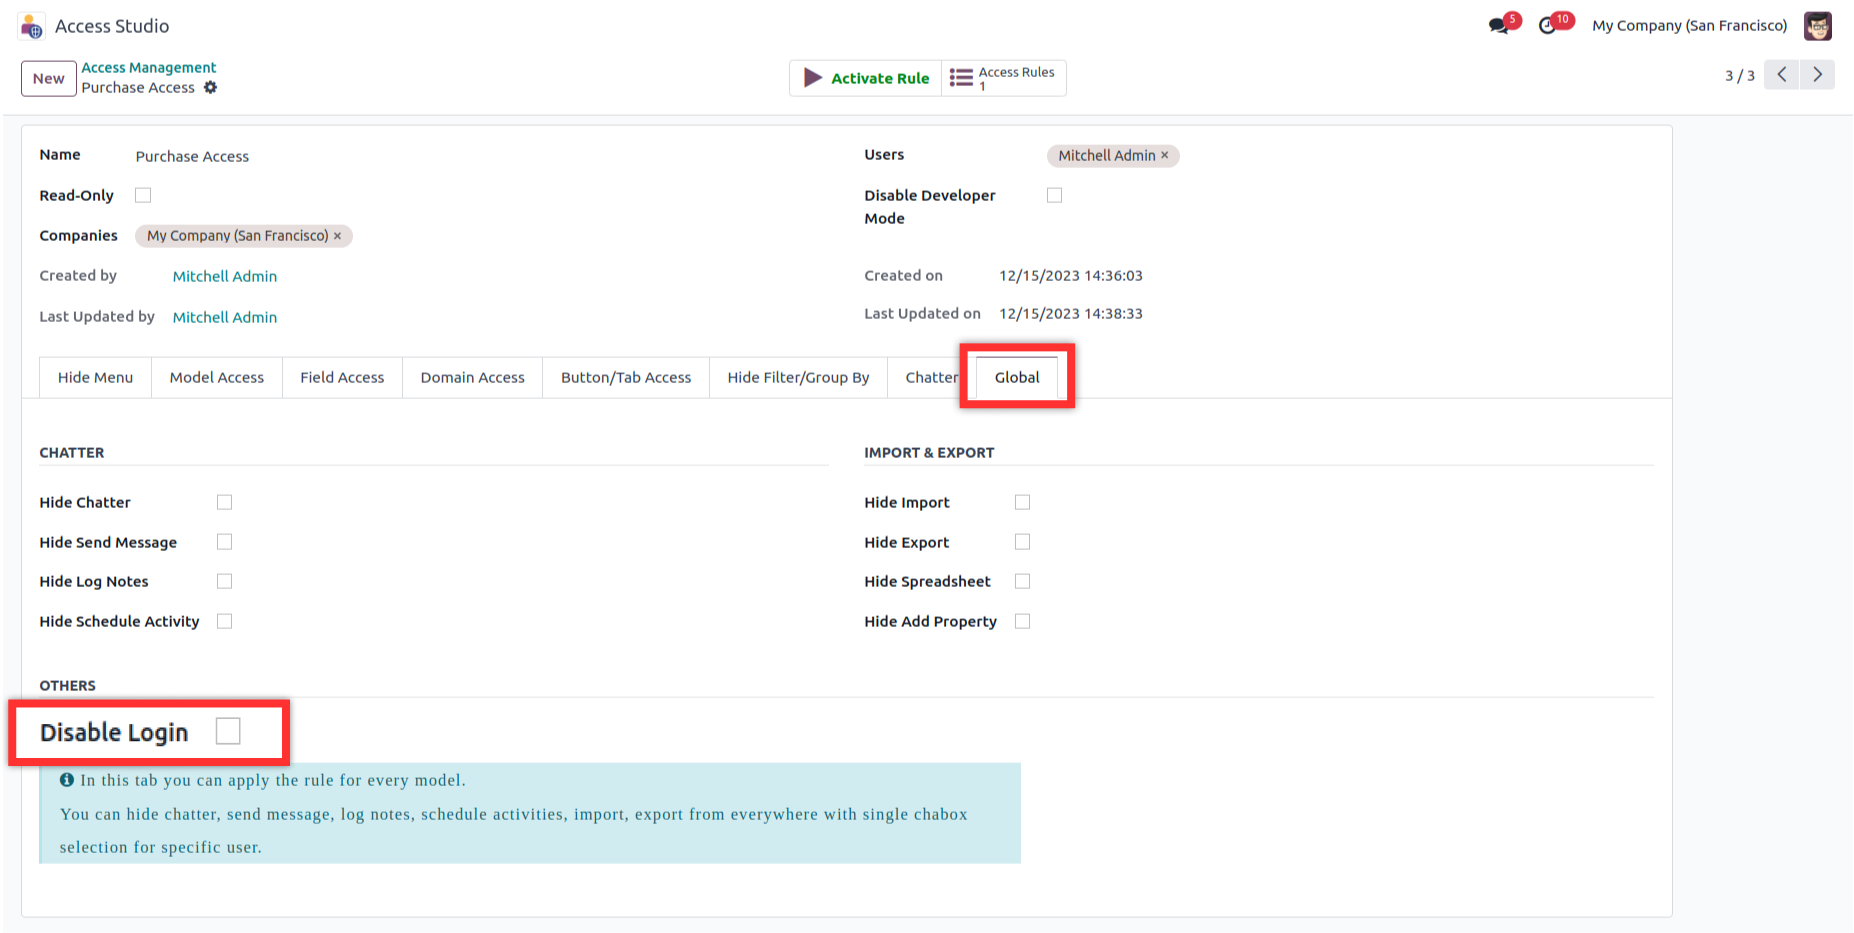 Access Studio
5
10
My Company (San Francisco)
New
Access Management
Purchase Access
Activate Rule
Access Rules
1
3 / 3
Name
Purchase Access
Users
Mitchell Admin ×
Read-Only
Disable Developer
Mode
Companies
My Company (San Francisco) ×
Created by
Mitchell Admin
Created on
12/15/2023 14:36:03
Last Updated by
Mitchell Admin
Last Updated on
12/15/2023 14:38:33
Hide Menu
Model Access
Field Access
Domain Access
Button/Tab Access
Hide Filter/Group By
Chatter
Global
CHATTER
IMPORT & EXPORT
Hide Chatter
Hide Import
Hide Send Message
Hide Export
Hide Log Notes
Hide Spreadsheet
Hide Schedule Activity
Hide Add Property
OTHERS
Disable Login
In this tab you can apply the rule for every model.
You can hide chatter, send message, log notes, schedule activities, import, export from everywhere with single chabox
selection for specific user.